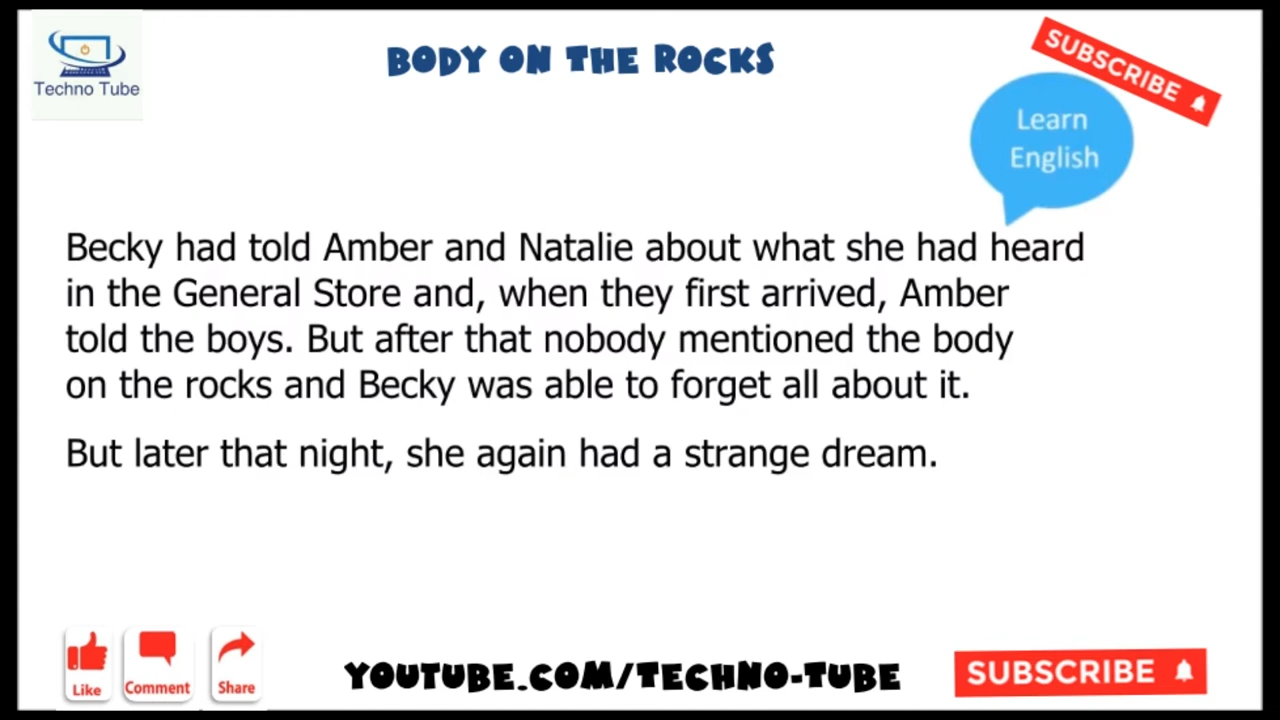 Techno Tube
BODY ON THE ROCKS
SUBSCRIBE
Learn
English
Becky had told Amber and Natalie about what she had heard
in the General Store and, when they first arrived, Amber
told the boys. But after that nobody mentioned the body
on the rocks and Becky was able to forget all about it.
But later that night, she again had a strange dream.
Like
Comment
Share
YOUTUBE.COM/TECHNO-TUBE
SUBSCRIBE